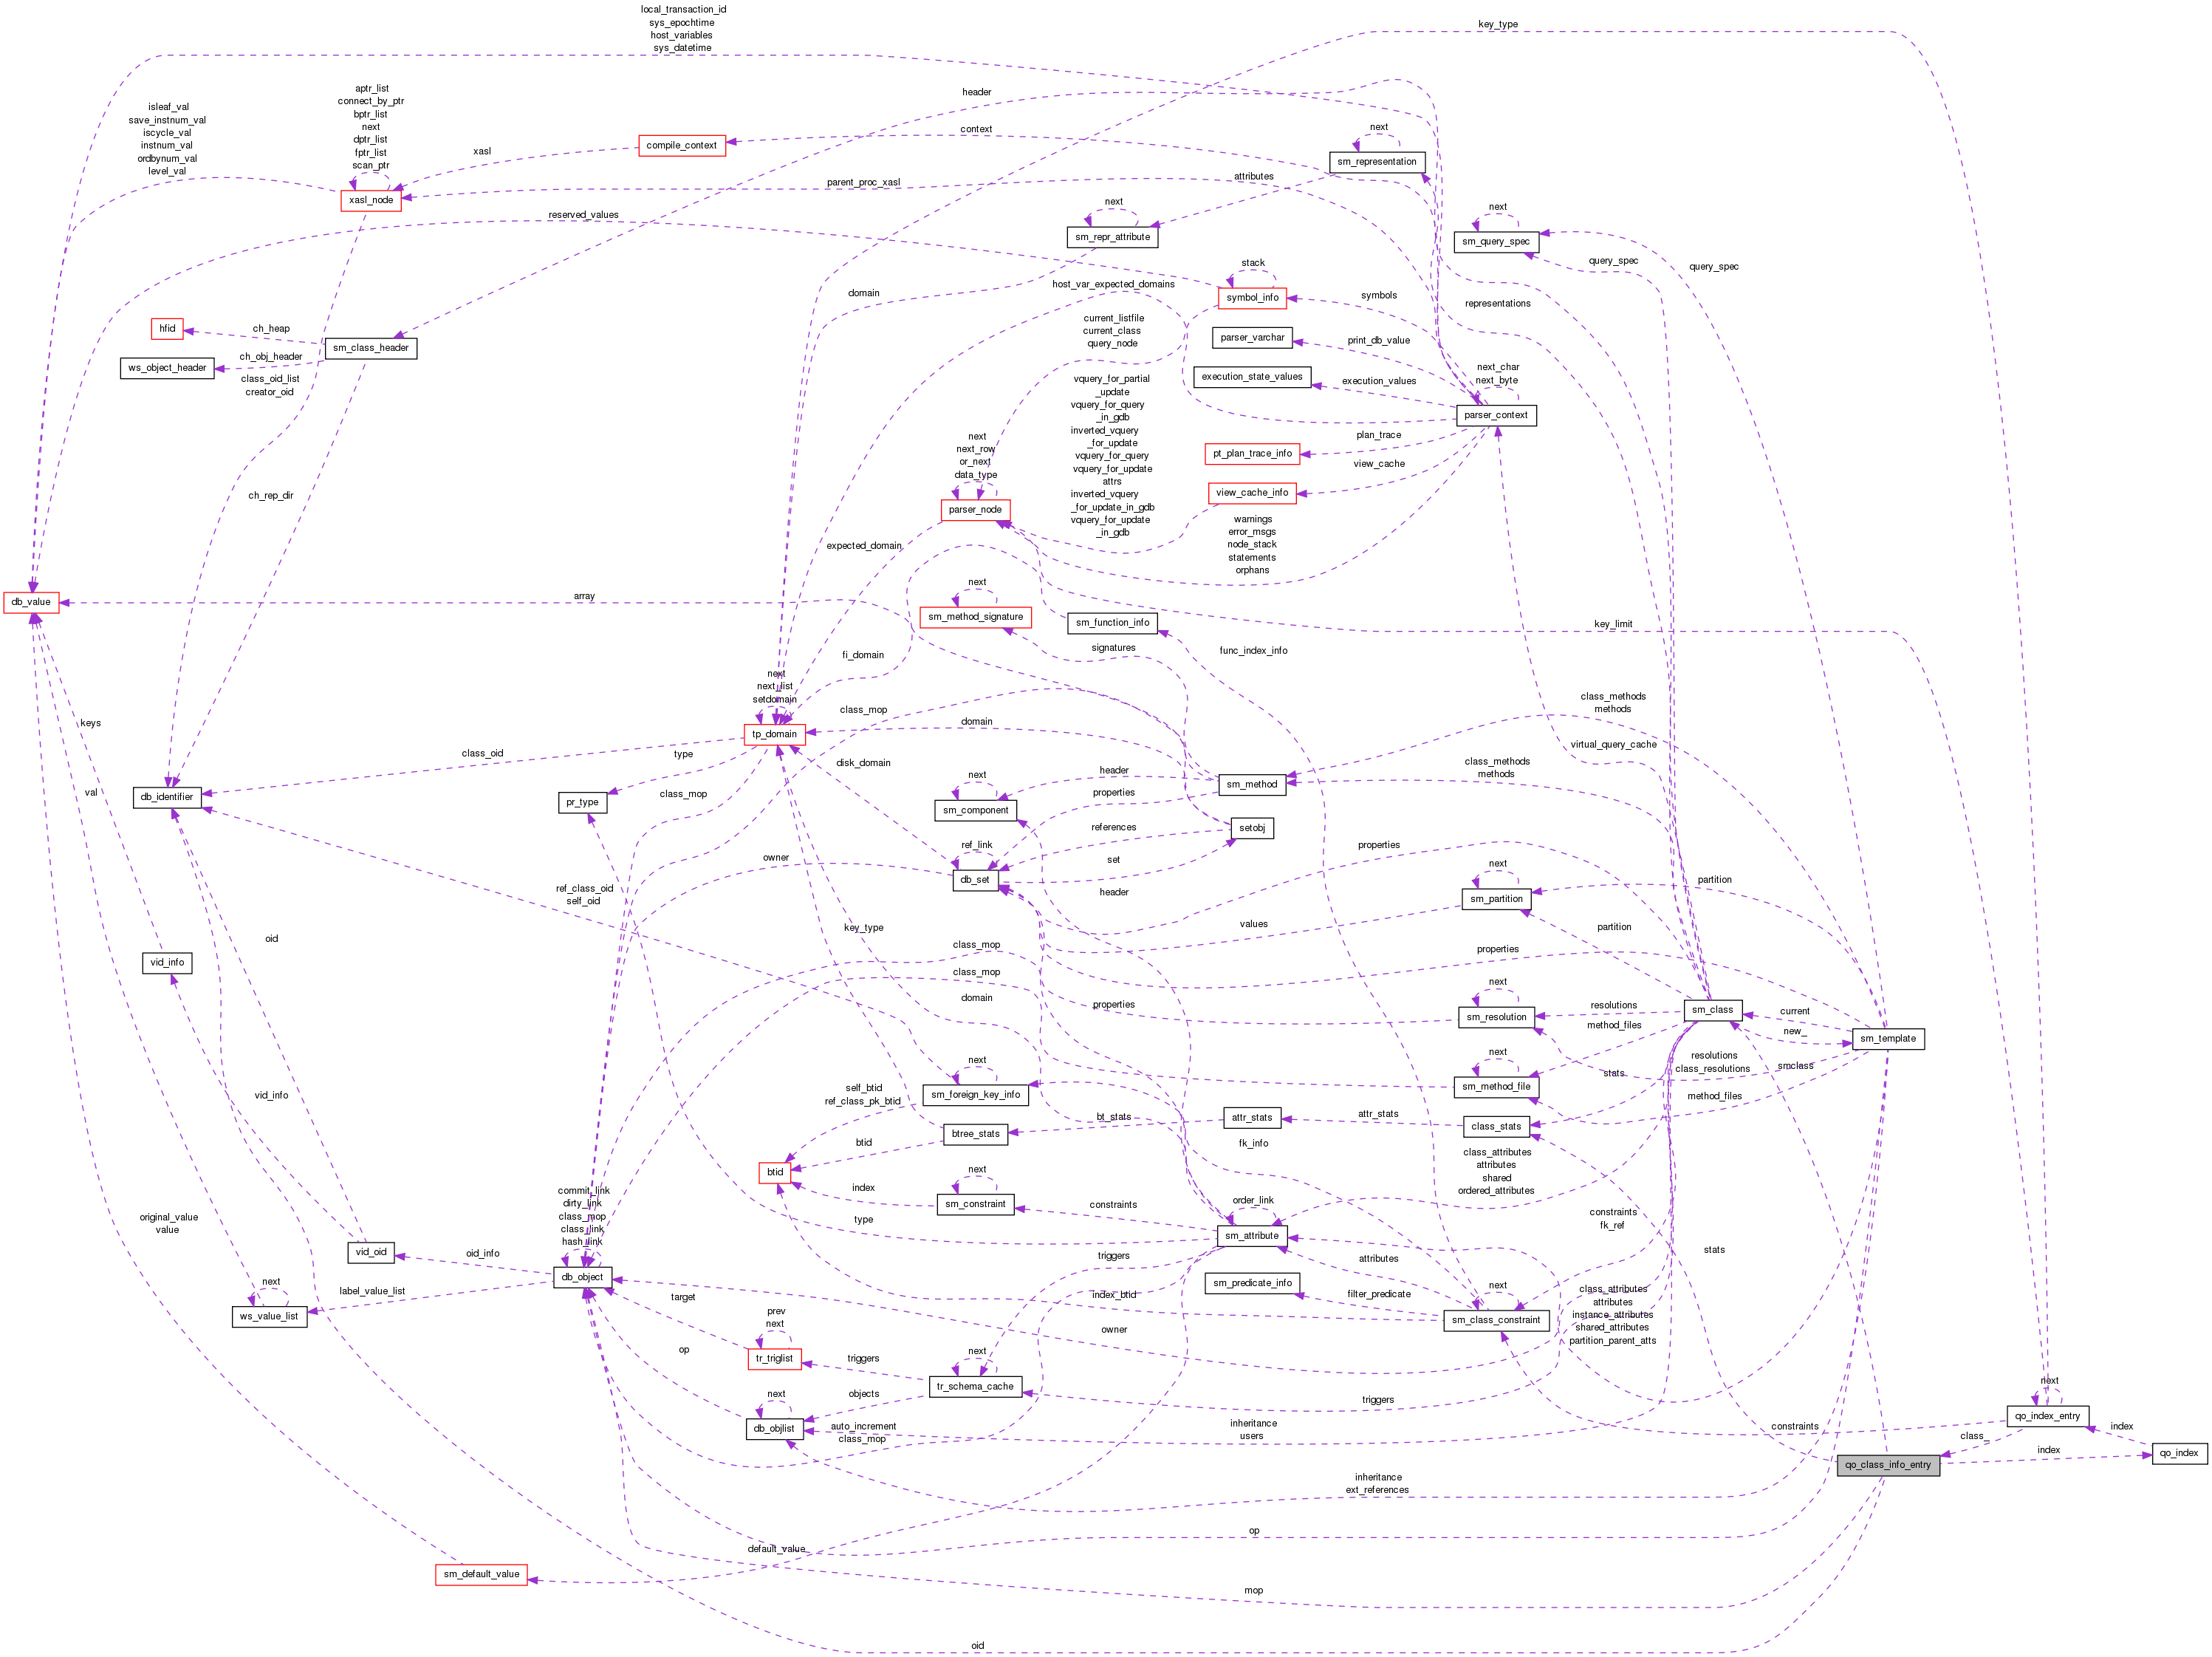 local_transaction_id
sys_epochtime
host_variables
sys_datetime
key_type
aptr_list
connect_by_ptr
bptr_list
next
dptr_list
fptr_list
scan_ptr
header
isleaf_val
save_instnum_val
iscycle_val
instnum_val
ordbynum_val
level_val
context
next
compile_context
xasl
sm_representation
attributes
parent_proc_xasl
xasl_node
reserved_values
next
next
sm_repr_attribute
sm_query_spec
query_spec
query_spec
stack
domain
host_var_expected_domains
symbol_info
symbols
representations
hfid
ch_heap
current_listfile
current_class
query_node
parser_varchar
print_db_value
sm_class_header
ch_obj_header
ws_object_header
class_oid_list
creator_oid
execution_state_values
execution_values
next_char
next_byte
vquery_for_partial
_update
vquery_for_query
_in_gdb
inverted_vquery
_for_update
vquery_for_query
vquery_for_update
attrs
inverted_vquery
_for_update_in_gdb
vquery_for_update
_in_gdb
parser_context
next
next_row
or_next
data_type
plan_trace
pt_plan_trace_info
view_cache
view_cache_info
ch_rep_dir
parser_node
warnings
error_msgs
node_stack
statements
orphans
expected_domain
next
db_value
array
sm_method_signature
sm_function_info
key_limit
signatures
func_index_info
fi_domain
next
next_list
setdomain
class_methods
methods
class_mop
keys
domain
tp_domain
virtual_query_cache
class_oid
type
disk_domain
class_methods
methods
header
next
sm_method
val
db_identifier
class_mop
pr_type
sm_component
properties
references
setobj
ref_link
set
properties
owner
db_set
next
partition
ref_class_oid
self_oid
header
sm_partition
key_type
values
partition
oid
class_mop
properties
vid_info
class_mop
domain
properties
next
resolutions
sm_resolution
sm_class
current
method_files
new_
sm_template
next
next
resolutions
class_resolutions
smclass
stats
sm_method_file
self_btid
ref_class_pk_btid
sm_foreign_key_info
vid_info
method_files
bt_stats
attr_stats
attr_stats
class_stats
btree_stats
btid
fk_info
btid
next
class_attributes
attributes
shared
ordered_attributes
index
sm_constraint
commit_link
dirty_link
class_mop
class_link
hash_link
original_value
value
constraints
order_link
constraints
fk_ref
type
sm_attribute
stats
vid_oid
oid_info
triggers
attributes
db_object
sm_predicate_info
filter_predicate
next
label_value_list
index_btid
target
class_attributes
attributes
instance_attributes
shared_attributes
partition_parent_atts
next
ws_value_list
prev
next
sm_class_constraint
owner
op
tr_triglist
triggers
next
tr_schema_cache
next
objects
triggers
next
qo_index_entry
db_objlist
auto_increment
class_mop
inheritance
users
constraints
class_
index
index
qo_index
qo_class_info_entry
inheritance
ext_references
op
default_value
sm_default_value
mop
oid